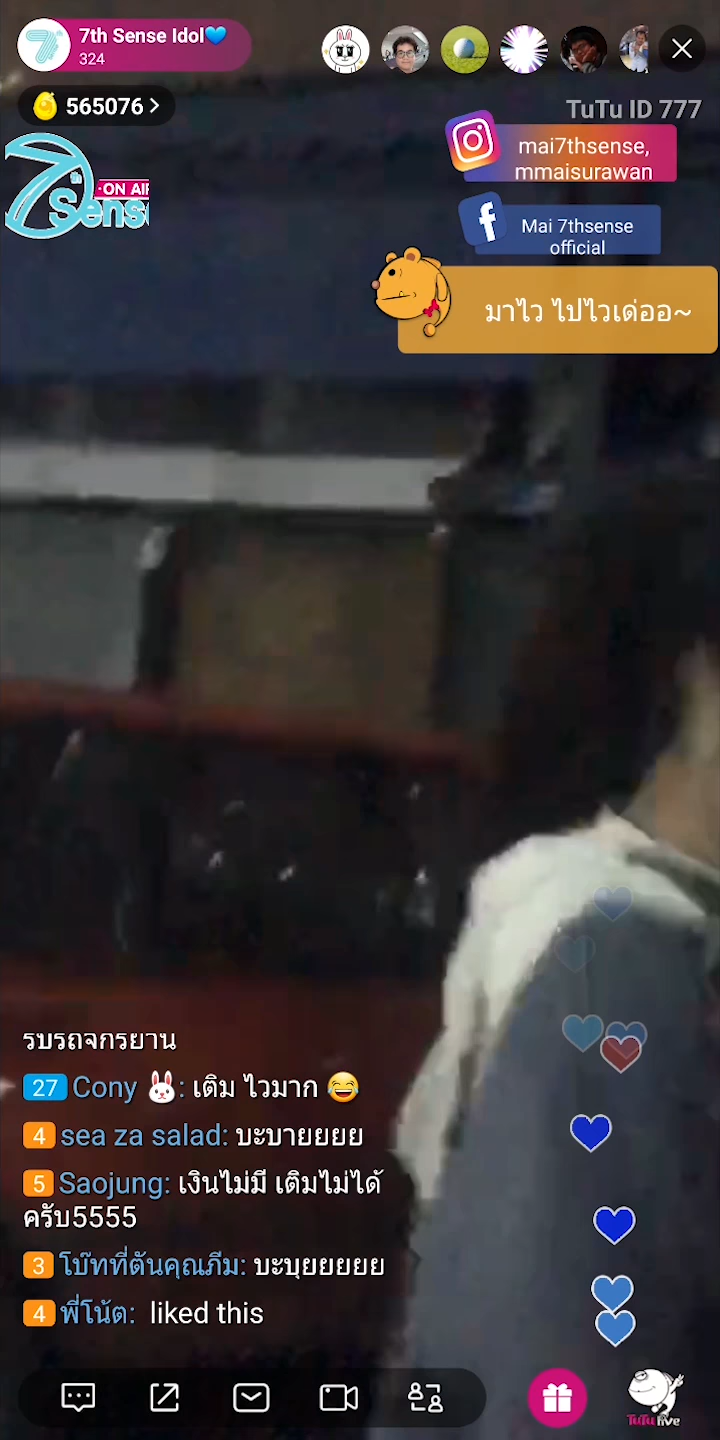 7th Sense Idol💙
324
565076 >
TuTu ID 777
7th Sense
ON AIR
mai7thsense,
mmaisurawan
Mai 7thsense
official
มาไว ไปไวเด่ออ~
รบรถจกรยาน
27 Cony 🐰: เติม ไวมาก 😂
4 sea za salad: บะบายยยย
5 Saojung: เงินไม่มี เติมไม่ได้
ครับ5555
3 โบ๊ทที่ตันคุณภีม: บะบุยยยยย
4 พี่โน้ต: liked this
TuTu live